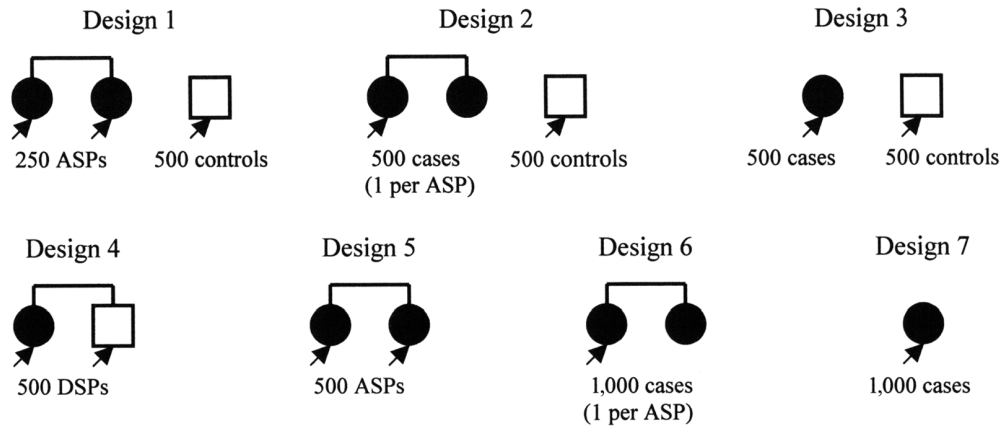 Design 1
Design 2
Design 3
250 ASPs
500 controls
500 cases
(1 per ASP)
500 controls
500 cases
500 controls
Design 4
Design 5
Design 6
Design 7
500 DSPs
500 ASPs
1,000 cases
(1 per ASP)
1,000 cases